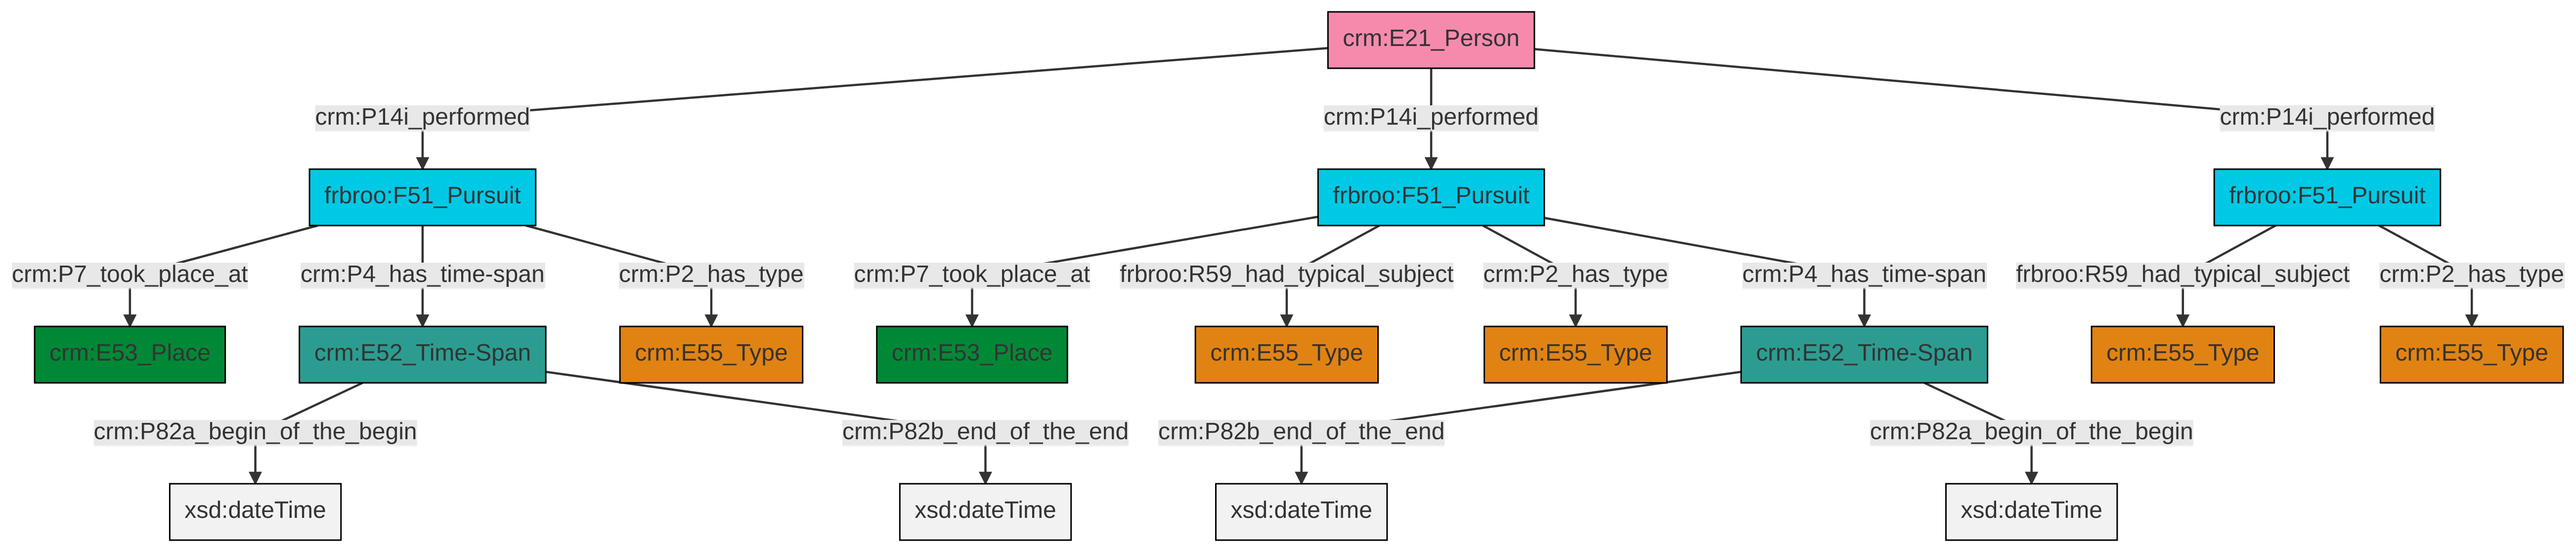 crm:E21_Person
crm:P14i_performed
crm:P14i_performed
crm:P14i_performed
frbroo:F51_Pursuit
frbroo:F51_Pursuit
frbroo:F51_Pursuit
crm:P7_took_place_at
crm:P4_has_time-span
crm:P2_has_type
crm:P7_took_place_at
frbroo:R59_had_typical_subject
crm:P2_has_type
crm:P4_has_time-span
frbroo:R59_had_typical_subject
crm:P2_has_type
crm:E53_Place
crm:E52_Time-Span
crm:E55_Type
crm:E53_Place
crm:E55_Type
crm:E55_Type
crm:E52_Time-Span
crm:E55_Type
crm:E55_Type
crm:P82a_begin_of_the_begin
crm:P82b_end_of_the_end
crm:P82b_end_of_the_end
crm:P82a_begin_of_the_begin
xsd:dateTime
xsd:dateTime
xsd:dateTime
xsd:dateTime